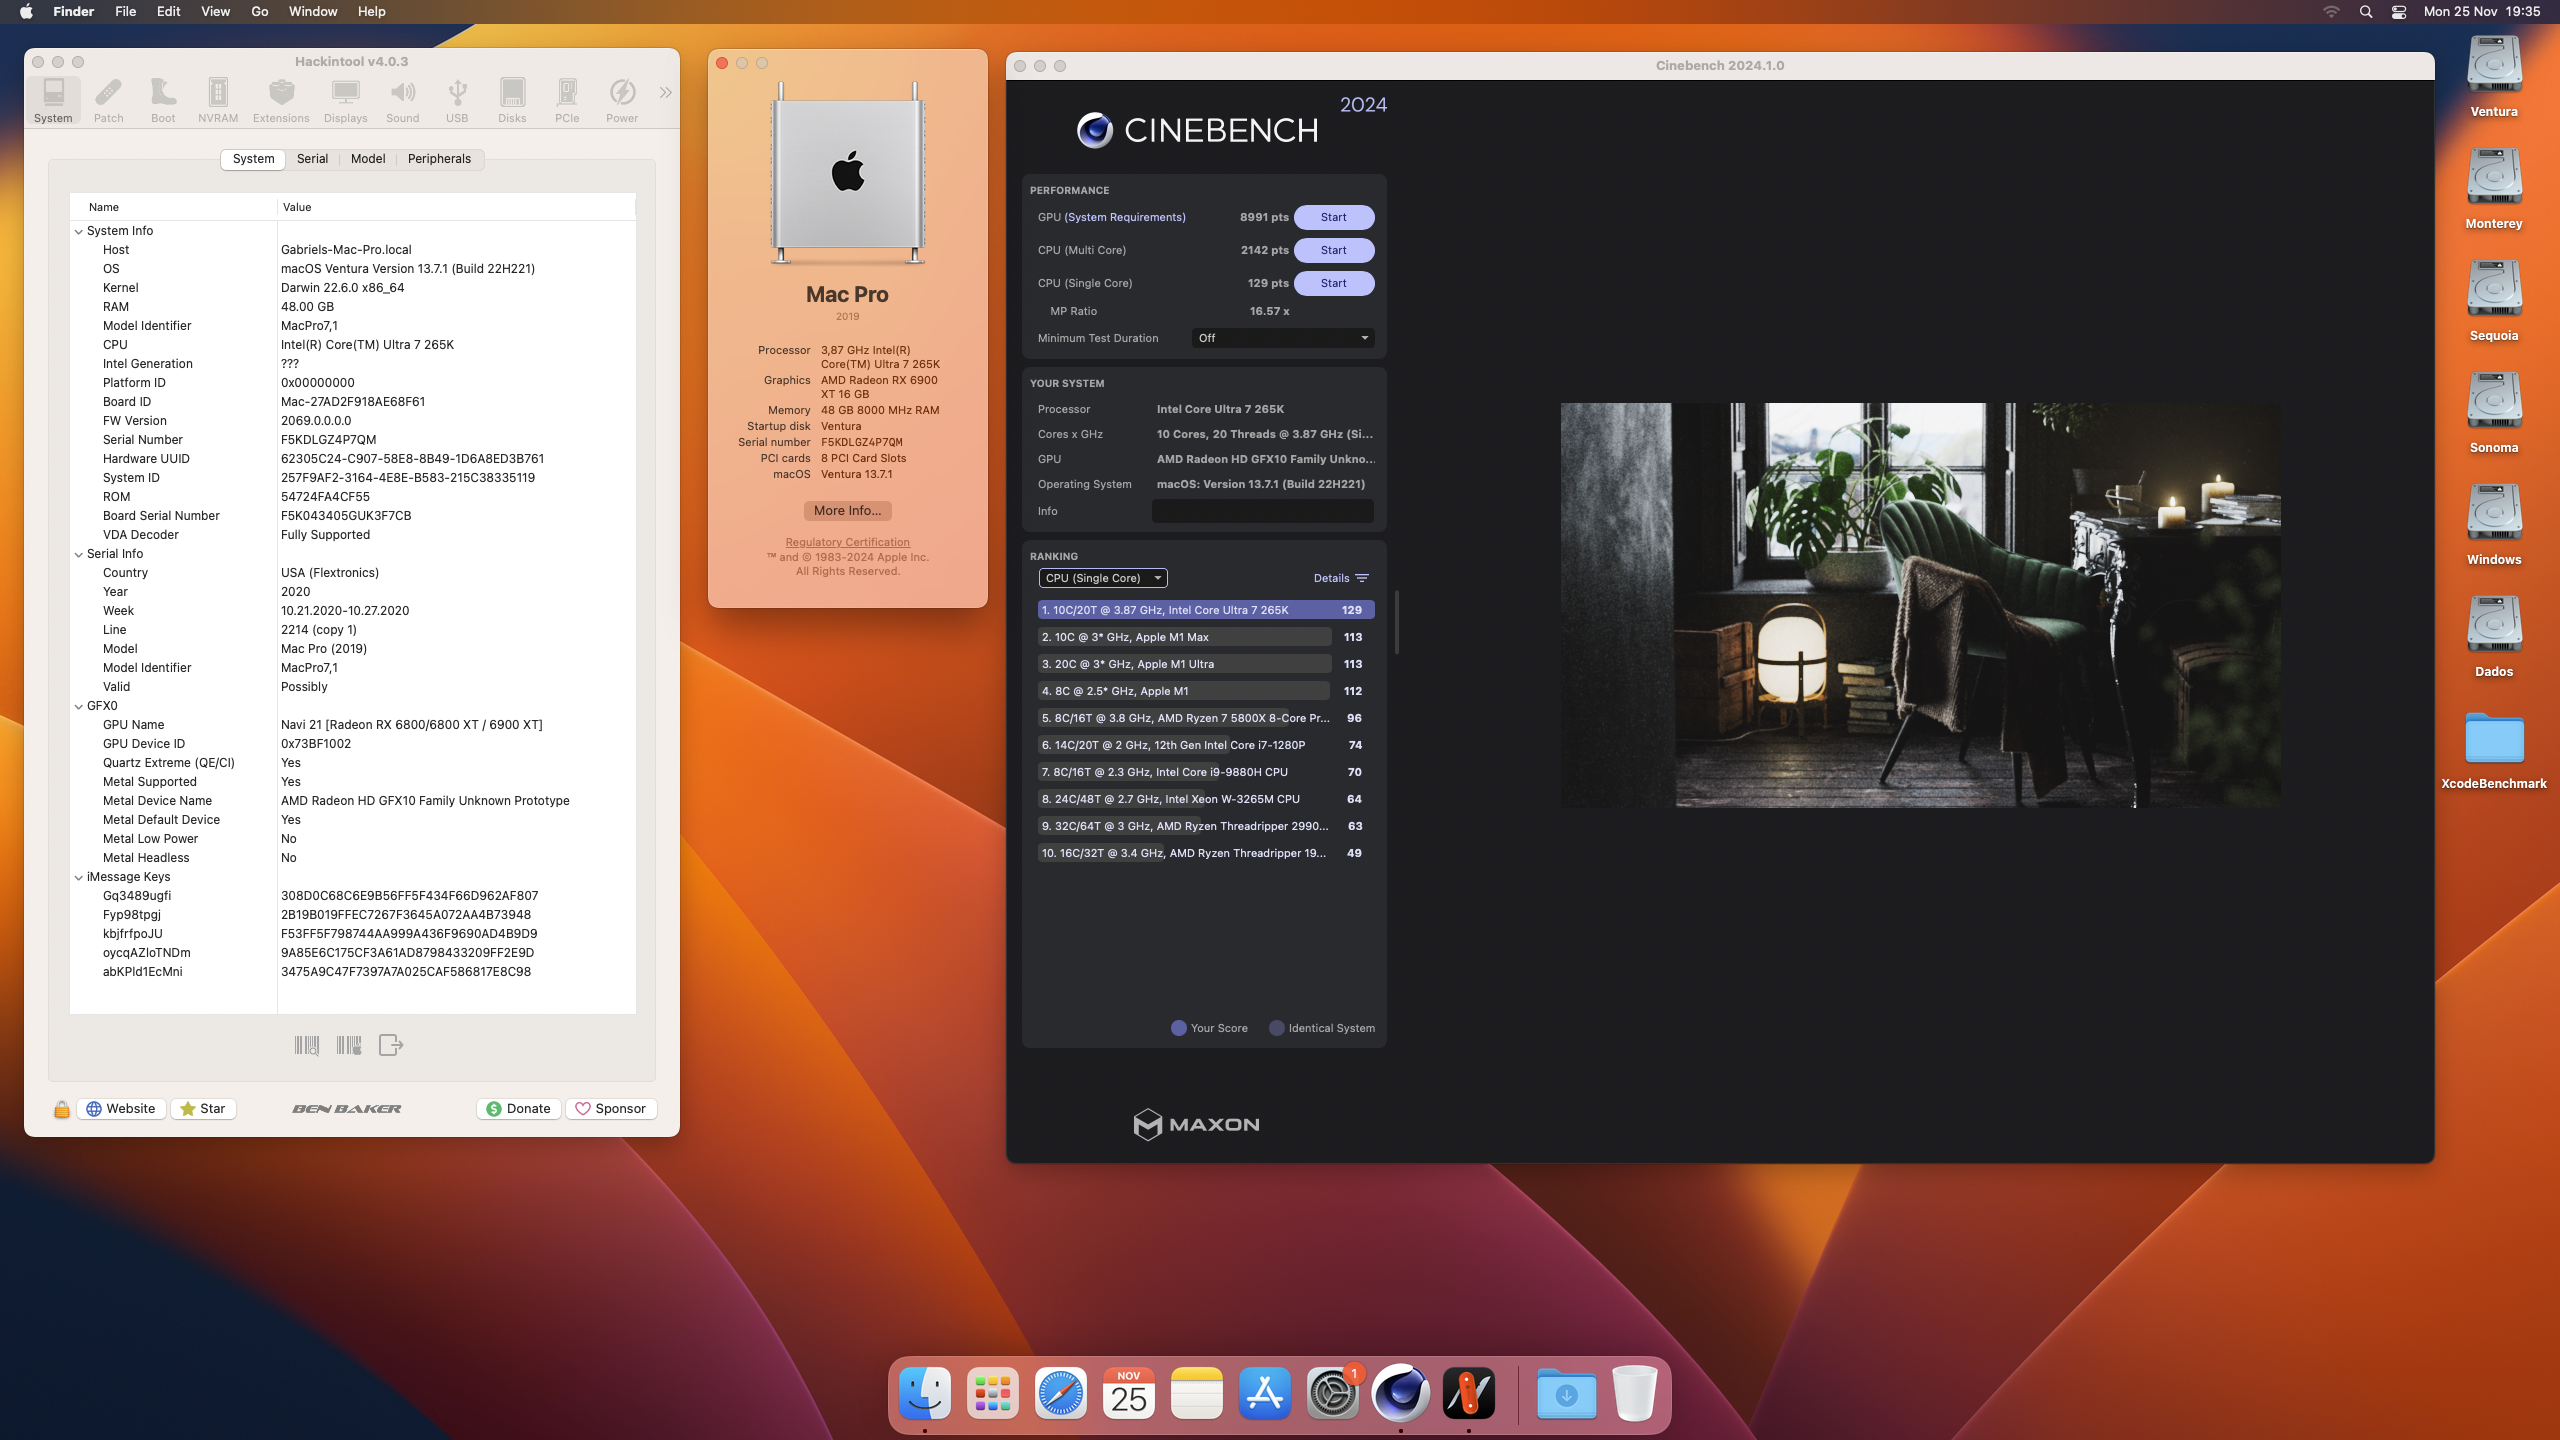 Finder File Edit View Go Window Help
Mon 25 Nov 19:35
Hackintool v4.0.3
System Patch Boot NVRAM Extensions Displays Sound USB Disks PCIe Power
System Serial Model Peripherals
Name Value
System Info
Host Gabriels-Mac-Pro.local
OS macOS Ventura Version 13.7.1 (Build 22H221)
Kernel Darwin 22.6.0 x86_64
RAM 48.00 GB
Model Identifier MacPro7,1
CPU Intel(R) Core(TM) Ultra 7 265K
Intel Generation ???
Platform ID 0x00000000
Board ID Mac-27AD2F918AE68F61
FW Version 2069.0.0.0.0
Serial Number F5KDLGZ4P7QM
Hardware UUID 62305C24-C907-58E8-8B49-1D6A8ED3B761
System ID 257F9AF2-3164-4E8E-B583-215C38335119
ROM 54724FA4CF55
Board Serial Number F5K043405GUK3F7CB
VDA Decoder Fully Supported
Serial Info
Country USA (Flextronics)
Year 2020
Week 10.21.2020-10.27.2020
Line 2214 (copy 1)
Model Mac Pro (2019)
Model Identifier MacPro7,1
Valid Possibly
GFX0
GPU Name Navi 21 [Radeon RX 6800/6800 XT / 6900 XT]
GPU Device ID 0x73BF1002
Quartz Extreme (QE/CI) Yes
Metal Supported Yes
Metal Device Name AMD Radeon HD GFX10 Family Unknown Prototype
Metal Default Device Yes
Metal Low Power No
Metal Headless No
iMessage Keys
Gq3489ugfi 308D0C68C6E9B56FF5F434F66D962AF807
Fyp98tpgj 2B19B019FFEC7267F3645A072AA4B73948
kbjfrfpoJU F53FF5F798744AA999A436F9690AD4B9D9
oycqAZloTNDm 9A85E6C175CF3A61AD8798433209FF2E9D
abKPld1EcMni 3475A9C47F7397A7A025CAF586817E8C98
Website Star BEN BAKER Donate Sponsor
Mac Pro
2019
Processor 3,87 GHz Intel(R)
Core(TM) Ultra 7 265K
Graphics AMD Radeon RX 6900
XT 16 GB
Memory 48 GB 8000 MHz RAM
Startup disk Ventura
Serial number F5KDLGZ4P7QM
PCI cards 8 PCI Card Slots
macOS Ventura 13.7.1
More Info...
Regulatory Certification
™ and © 1983-2024 Apple Inc.
All Rights Reserved.
Cinebench 2024.1.0
2024
CINEBENCH
PERFORMANCE
GPU (System Requirements) 8991 pts Start
CPU (Multi Core) 2142 pts Start
CPU (Single Core) 129 pts Start
MP Ratio 16.57 x
Minimum Test Duration Off
YOUR SYSTEM
Processor Intel Core Ultra 7 265K
Cores x GHz 10 Cores, 20 Threads @ 3.87 GHz (Si...
GPU AMD Radeon HD GFX10 Family Unkno...
Operating System macOS: Version 13.7.1 (Build 22H221)
Info
RANKING
CPU (Single Core) Details
1. 10C/20T @ 3.87 GHz, Intel Core Ultra 7 265K 129
2. 10C @ 3* GHz, Apple M1 Max 113
3. 20C @ 3* GHz, Apple M1 Ultra 113
4. 8C @ 2.5* GHz, Apple M1 112
5. 8C/16T @ 3.8 GHz, AMD Ryzen 7 5800X 8-Core Pr... 96
6. 14C/20T @ 2 GHz, 12th Gen Intel Core i7-1280P 74
7. 8C/16T @ 2.3 GHz, Intel Core i9-9880H CPU 70
8. 24C/48T @ 2.7 GHz, Intel Xeon W-3265M CPU 64
9. 32C/64T @ 3 GHz, AMD Ryzen Threadripper 2990... 63
10. 16C/32T @ 3.4 GHz, AMD Ryzen Threadripper 19... 49
Your Score Identical System
MAXON
Ventura
Monterey
Sequoia
Sonoma
Windows
Dados
XcodeBenchmark
NOV
25
1